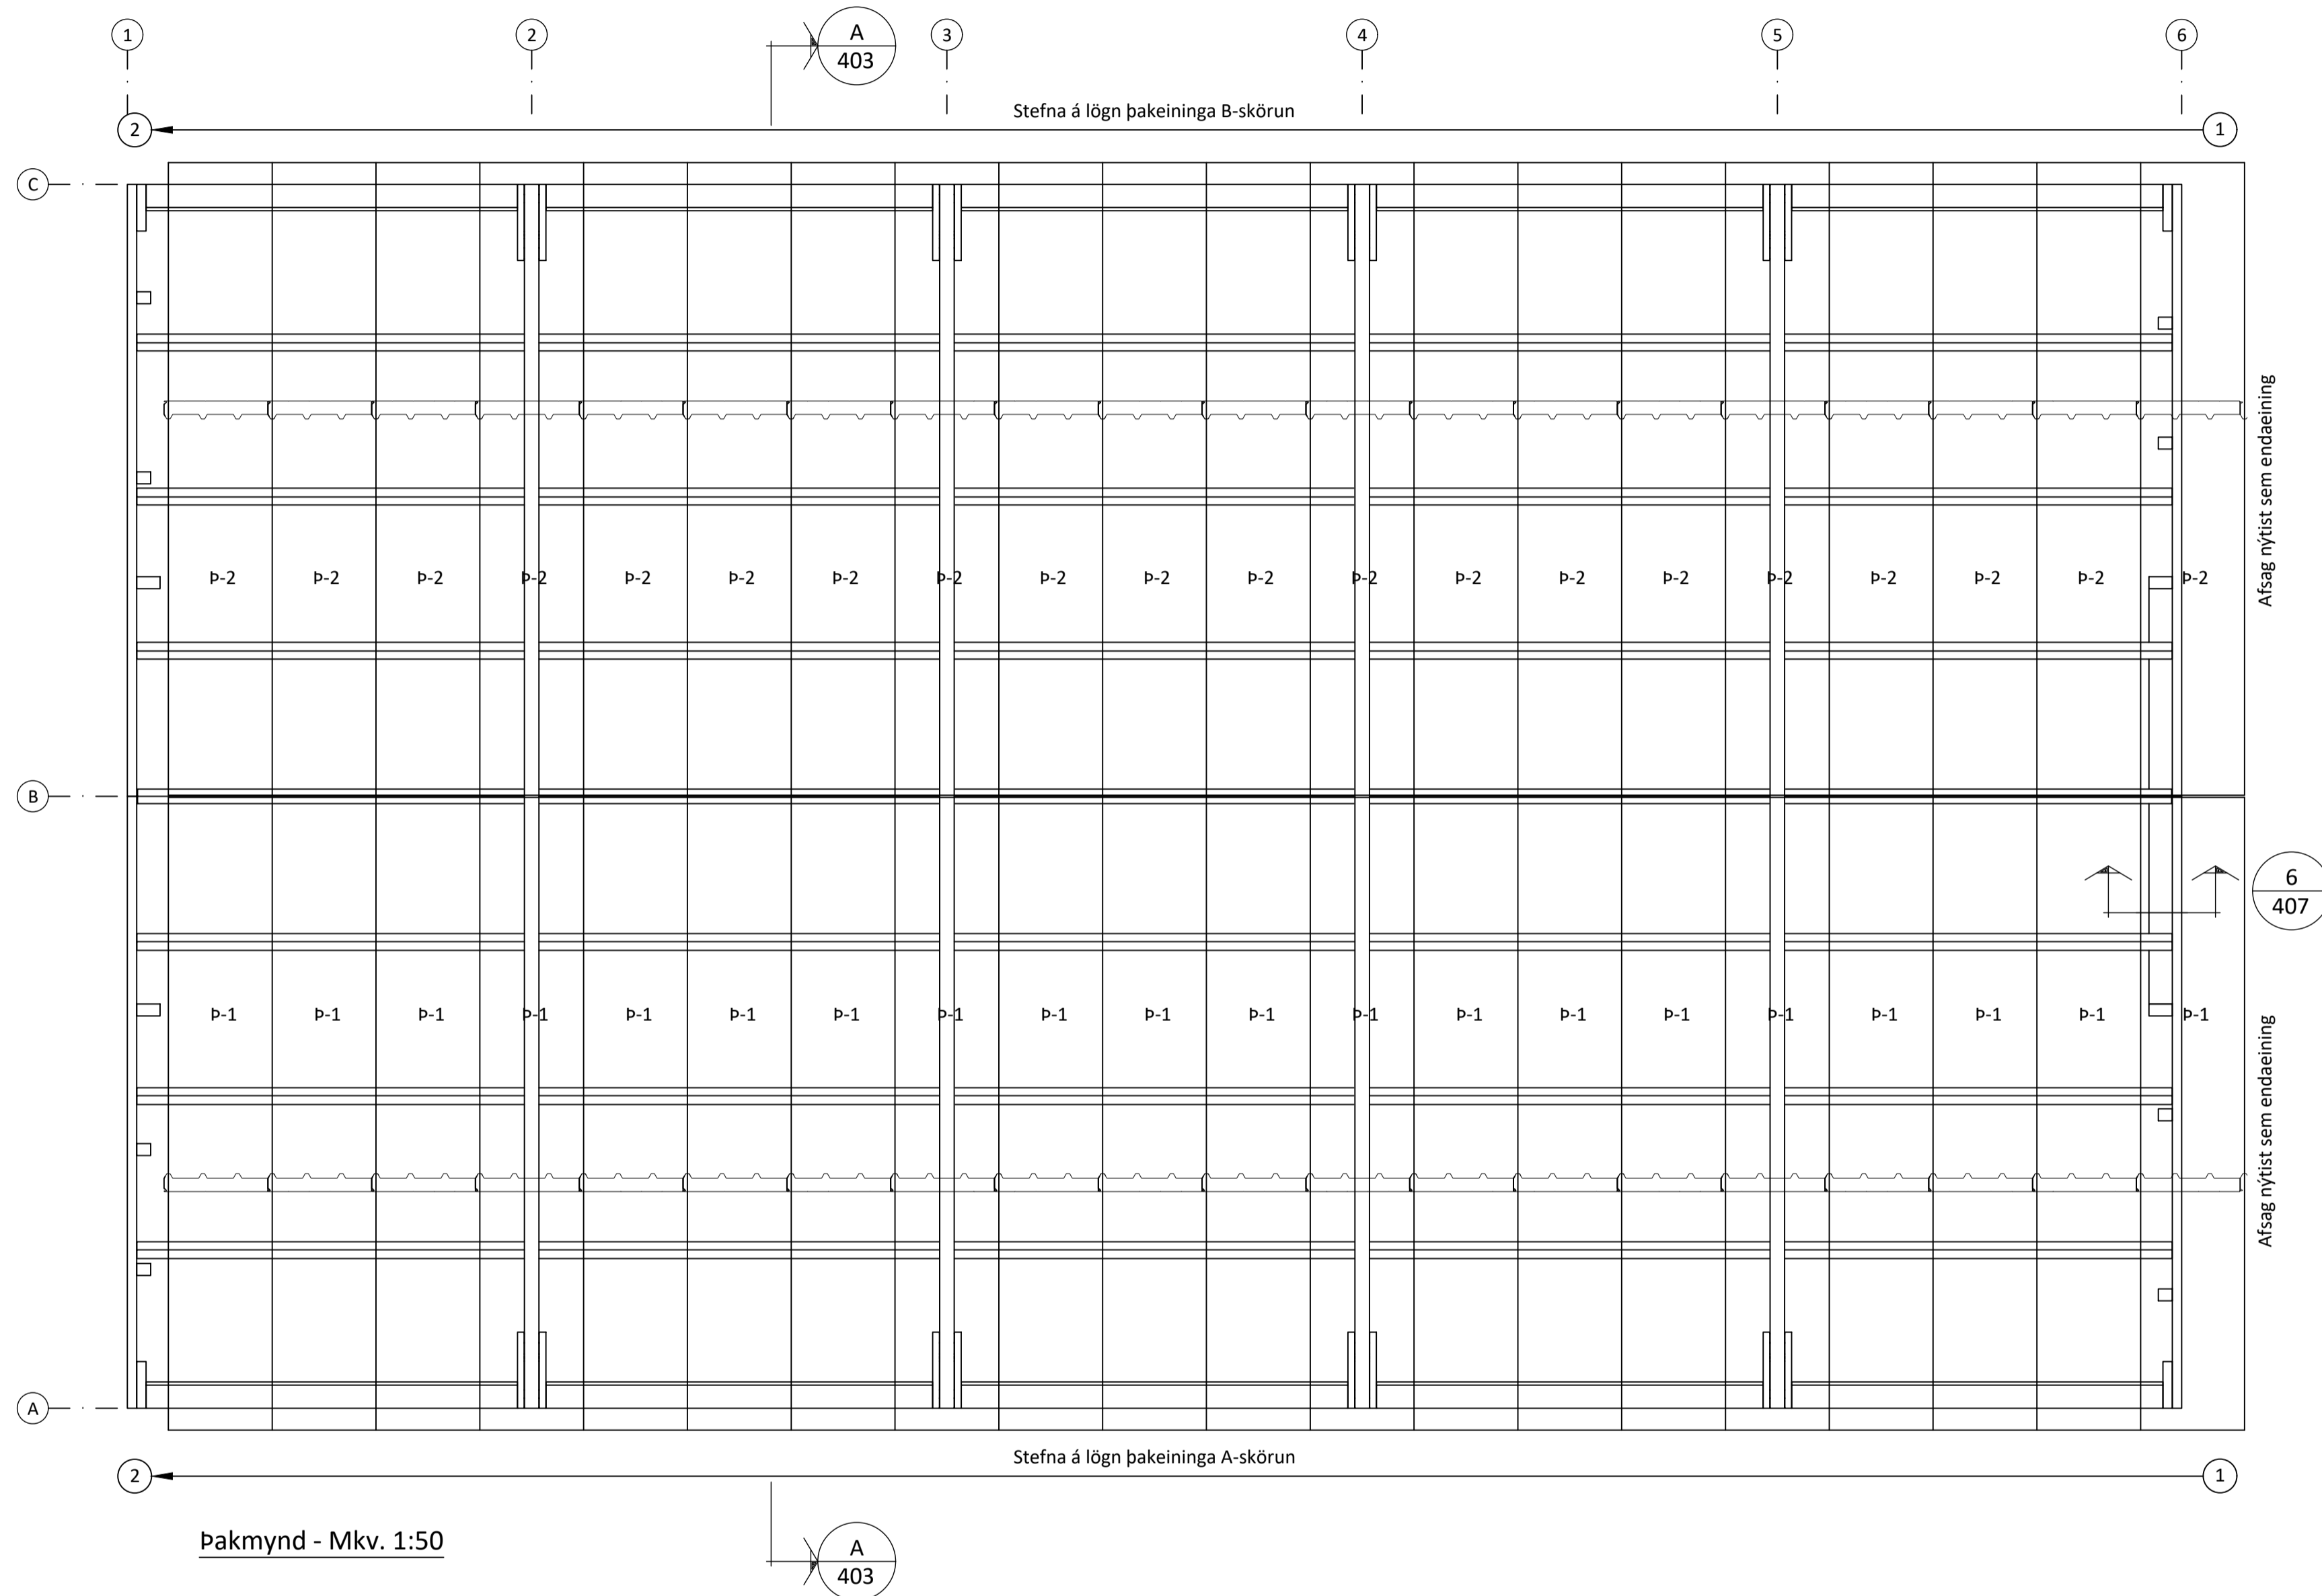 1 2 3 4 5 6
A
403
Stefna á lögn þakeininga B-skörun
2 1
C
Afsag nýtist sem endaeining
Þ-2 Þ-2 Þ-2 Þ-2 Þ-2 Þ-2 Þ-2 Þ-2 Þ-2 Þ-2 Þ-2 Þ-2 Þ-2 Þ-2 Þ-2 Þ-2 Þ-2 Þ-2 Þ-2 Þ-2
B
6
407
Þ-1 Þ-1 Þ-1 Þ-1 Þ-1 Þ-1 Þ-1 Þ-1 Þ-1 Þ-1 Þ-1 Þ-1 Þ-1 Þ-1 Þ-1 Þ-1 Þ-1 Þ-1 Þ-1 Þ-1
Afsag nýtist sem endaeining
A
Stefna á lögn þakeininga A-skörun
2 1
Þakmynd - Mkv. 1:50
A
403